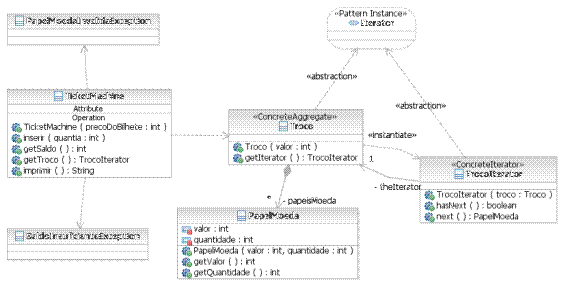 PapelMoedaInvalidaException
«Pattern Instance»
Iterator
«abstraction»
«abstraction»
TicketMachine
Attribute
Operation
TicketMachine ( precoDoBilhete : int )
inserir ( quantia : int )
getSaldo ( ) : int
getTroco ( ) : TrocoIterator
imprimir ( ) : String
«ConcreteAggregate»
Troco
Troco ( valor : int )
getIterator ( ) : TrocoIterator
«instantiate»
1
- theIterator
«ConcreteIterator»
TrocoIterator
TrocoIterator ( troco : Troco )
hasNext ( ) : boolean
next ( ) : PapelMoeda
*
- papeisMoeda
PapelMoeda
valor : int
quantidade : int
PapelMoeda ( valor : int, quantidade : int )
getValor ( ) : int
getQuantidade ( ) : int
SaldoInsuficienteException